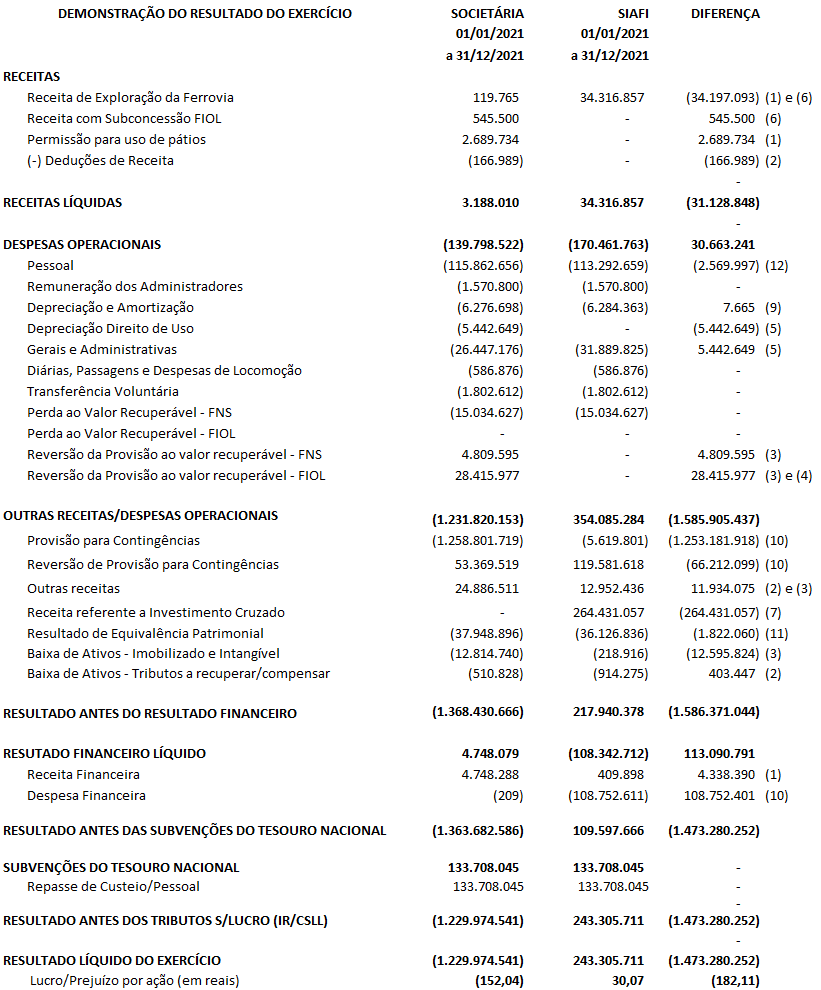 DEMONSTRAÇÃO DO RESULTADO DO EXERCÍCIO SOCIETÁRIA SIAFI DIFERENÇA
01/01/2021 01/01/2021
a 31/12/2021 a 31/12/2021
RECEITAS
Receita de Exploração da Ferrovia 119.765 34.316.857 (34.197.093) (1) e (6)
Receita com Subconcessão FIOL 545.500 - 545.500 (6)
Permissão para uso de pátios 2.689.734 - 2.689.734 (1)
(-) Deduções de Receita (166.989) - (166.989) (2)
-
RECEITAS LÍQUIDAS 3.188.010 34.316.857 (31.128.848)
-
DESPESAS OPERACIONAIS (139.798.522) (170.461.763) 30.663.241
Pessoal (115.862.656) (113.292.659) (2.569.997) (12)
Remuneração dos Administradores (1.570.800) (1.570.800) -
Depreciação e Amortização (6.276.698) (6.284.363) 7.665 (9)
Depreciação Direito de Uso (5.442.649) - (5.442.649) (5)
Gerais e Administrativas (26.447.176) (31.889.825) 5.442.649 (5)
Diárias, Passagens e Despesas de Locomoção (586.876) (586.876) -
Transferência Voluntária (1.802.612) (1.802.612) -
Perda ao Valor Recuperável - FNS (15.034.627) (15.034.627) -
Perda ao Valor Recuperável - FIOL - - -
Reversão da Provisão ao valor recuperável - FNS 4.809.595 - 4.809.595 (3)
Reversão da Provisão ao valor recuperável - FIOL 28.415.977 - 28.415.977 (3) e (4)
OUTRAS RECEITAS/DESPESAS OPERACIONAIS (1.231.820.153) 354.085.284 (1.585.905.437)
Provisão para Contingências (1.258.801.719) (5.619.801) (1.253.181.918) (10)
Reversão de Provisão para Contingências 53.369.519 119.581.618 (66.212.099) (10)
Outras receitas 24.886.511 12.952.436 11.934.075 (2) e (3)
Receita referente a Investimento Cruzado - 264.431.057 (264.431.057) (7)
Resultado de Equivalência Patrimonial (37.948.896) (36.126.836) (1.822.060) (11)
Baixa de Ativos - Imobilizado e Intangível (12.814.740) (218.916) (12.595.824) (3)
Baixa de Ativos - Tributos a recuperar/compensar (510.828) (914.275) 403.447 (2)
RESULTADO ANTES DO RESULTADO FINANCEIRO (1.368.430.666) 217.940.378 (1.586.371.044)
RESUTADO FINANCEIRO LÍQUIDO 4.748.079 (108.342.712) 113.090.791
Receita Financeira 4.748.288 409.898 4.338.390 (1)
Despesa Financeira (209) (108.752.611) 108.752.401 (10)
RESULTADO ANTES DAS SUBVENÇÕES DO TESOURO NACIONAL (1.363.682.586) 109.597.666 (1.473.280.252)
SUBVENÇÕES DO TESOURO NACIONAL 133.708.045 133.708.045 -
Repasse de Custeio/Pessoal 133.708.045 133.708.045 -
-
RESULTADO ANTES DOS TRIBUTOS S/LUCRO (IR/CSLL) (1.229.974.541) 243.305.711 (1.473.280.252)
-
RESULTADO LÍQUIDO DO EXERCÍCIO (1.229.974.541) 243.305.711 (1.473.280.252)
Lucro/Prejuízo por ação (em reais) (152,04) 30,07 (182,11)